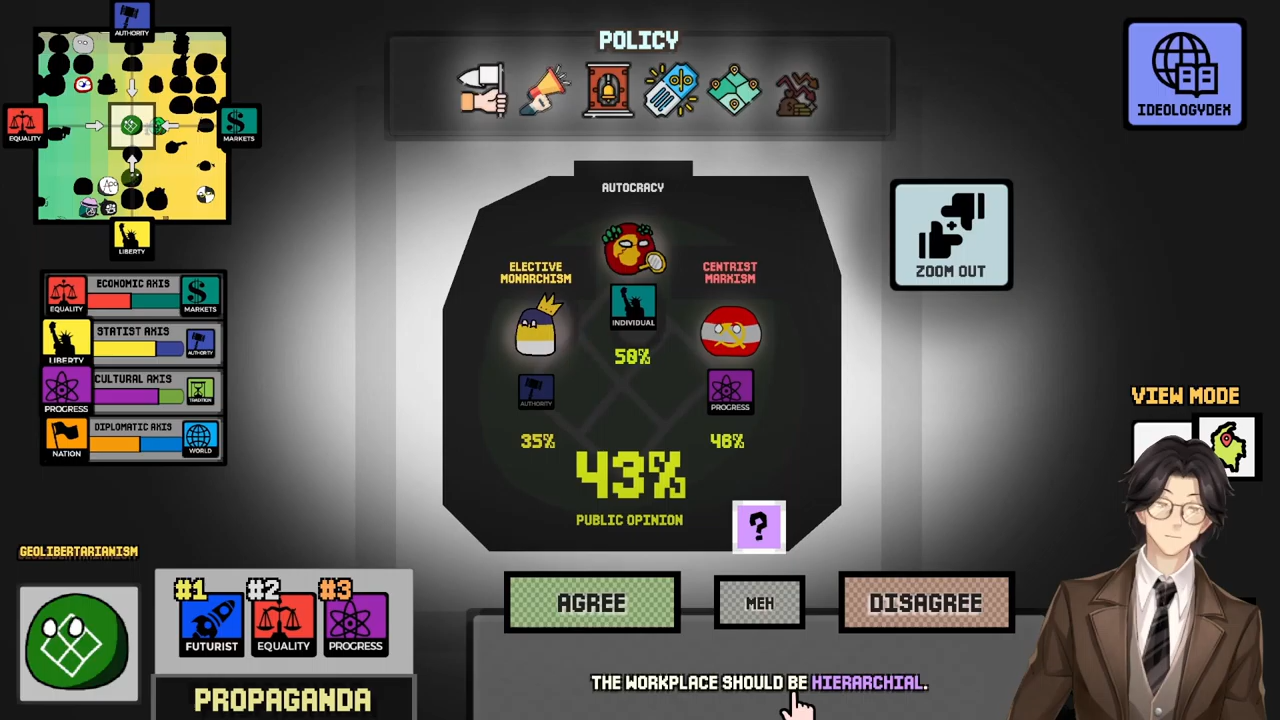 AUTHORITY
EQUALITY
MARKETS
LIBERTY
POLICY
IDEOLOGYDEX
ECONOMIC AXIS
EQUALITY
MARKETS
STATIST AXIS
LIBERTY
AUTHORITY
CULTURAL AXIS
PROGRESS
TRADITION
DIPLOMATIC AXIS
NATION
WORLD
AUTOCRACY
ELECTIVE
MONARCHISM
CENTRIST
MARXISM
INDIVIDUAL
50%
AUTHORITY
PROGRESS
35%
46%
43%
PUBLIC OPINION
?
ZOOM OUT
VIEW MODE
GEOLIBERTARIANISM
#1
#2
#3
FUTURIST
EQUALITY
PROGRESS
PROPAGANDA
AGREE
MEH
DISAGREE
THE WORKPLACE SHOULD BE HIERARCHIAL.